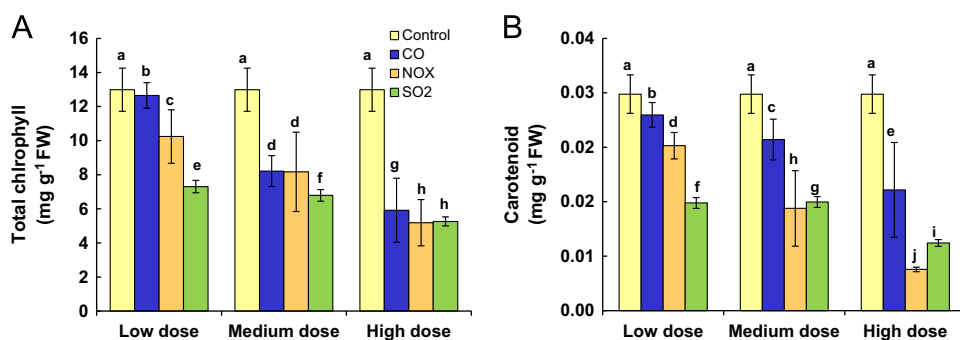 A
Total chlrophyll
(mg g-1 FW)
16
14
12
10
8
6
4
2
0
a
b
c
e
a
d
d
f
a
g
h
h
Control
CO
NOX
SO2
Low dose
Medium dose
High dose
B
Carotenoid
(mg g-1 FW)
0.04
0.03
0.02
0.02
0.01
0.00
a
b
d
f
a
c
h
g
a
e
j
i
Low dose
Medium dose
High dose